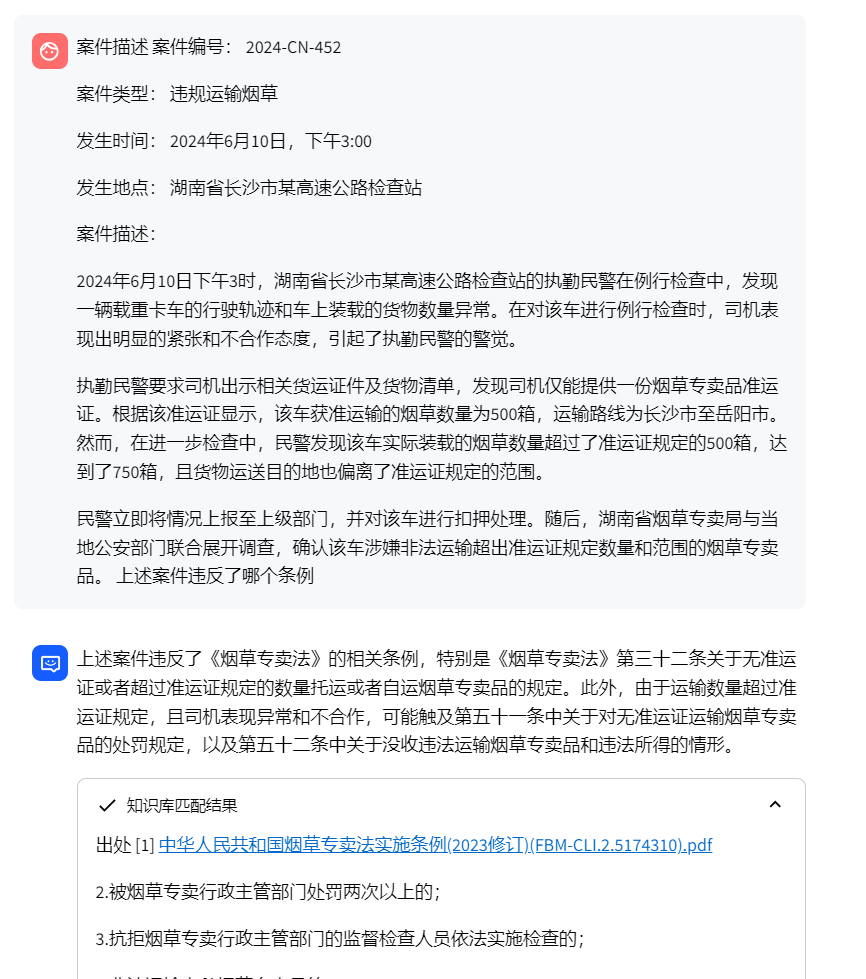 案件描述 案件编号： 2024-CN-452
案件类型： 违规运输烟草
发生时间： 2024年6月10日，下午3:00
发生地点： 湖南省长沙市某高速公路检查站
案件描述：
2024年6月10日下午3时，湖南省长沙市某高速公路检查站的执勤民警在例行检查中，发现
一辆载重卡车的行驶轨迹和车上装载的货物数量异常。在对该车进行例行检查时，司机表
现出明显的紧张和不合作态度，引起了执勤民警的警觉。
执勤民警要求司机出示相关货运证件及货物清单，发现司机仅能提供一份烟草专卖品准运
证。根据该准运证显示，该车获准运输的烟草数量为500箱，运输路线为长沙市至岳阳市。
然而，在进一步检查中，民警发现该车实际装载的烟草数量超过了准运证规定的500箱，达
到了750箱，且货物运送目的地也偏离了准运证规定的范围。
民警立即将情况上报至上级部门，并对该车进行扣押处理。随后，湖南省烟草专卖局与当
地公安部门联合展开调查，确认该车涉嫌非法运输超出准运证规定数量和范围的烟草专卖
品。 上述案件违反了哪个条例
上述案件违反了《烟草专卖法》的相关条例，特别是《烟草专卖法》第三十二条关于无准运
证或者超过准运证规定的数量托运或者自运烟草专卖品的规定。此外，由于运输数量超过准
运证规定，且司机表现异常和不合作，可能触及第五十一条中关于对无准运证运输烟草专卖
品的处罚规定，以及第五十二条中关于没收违法运输烟草专卖品和违法所得的情形。
知识库匹配结果
出处 [1] 中华人民共和国烟草专卖法实施条例(2023修订)(FBM-CLI.2.5174310).pdf
2.被烟草专卖行政主管部门处罚两次以上的；
3.抗拒烟草专卖行政主管部门的监督检查人员依法实施检查的；